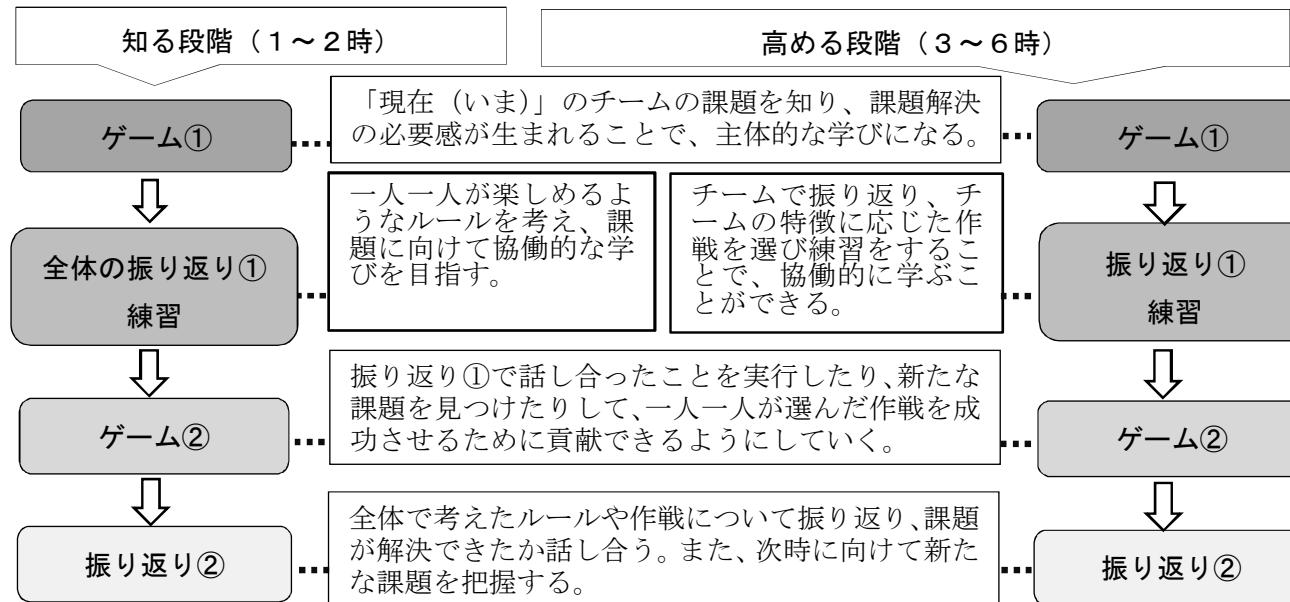 知る段階（１～２時）
高める段階（３～６時）
ゲーム①
「現在（いま）」のチームの課題を知り、課題解決
の必要感が生まれることで、主体的な学びになる。
ゲーム①
全体の振り返り①
練習
一人一人が楽しめるよ
うなルールを考え、課
題に向けて協働的な学
びを目指す。
チームで振り返り、チ
ームの特徴に応じた作
戦を選び練習をするこ
とで、協働的に学ぶこ
とができる。
振り返り①
練習
ゲーム②
振り返り①で話し合ったことを実行したり、新たな
課題を見つけたりして、一人一人が選んだ作戦を成
功させるために貢献できるようにしていく。
ゲーム②
振り返り②
全体で考えたルールや作戦について振り返り、課題
が解決できたか話し合う。また、次時に向けて新た
な課題を把握する。
振り返り②